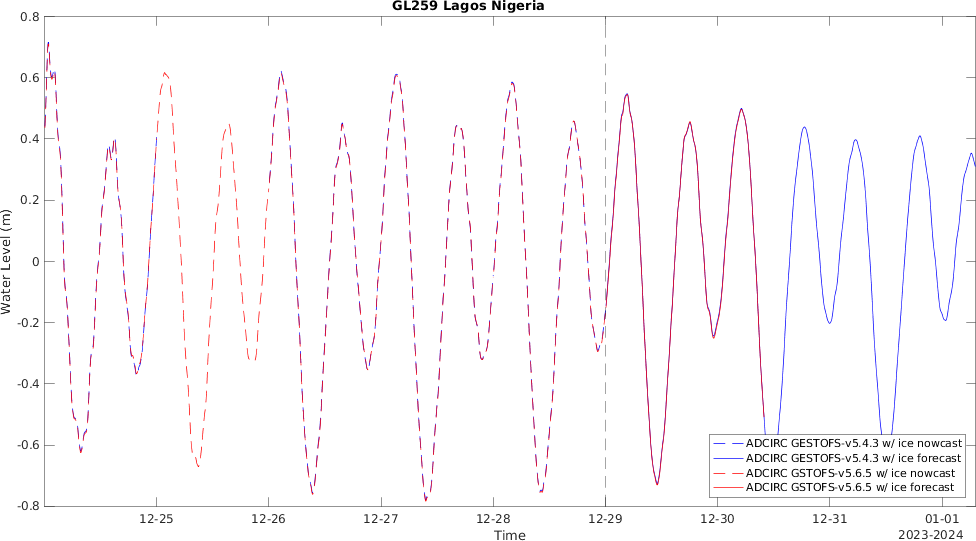 GL259 Lagos Nigeria
0.8
0.6
0.4
0.2
0
-0.2
-0.4
-0.6
-0.8
Water Level (m)
ADCIRC GESTOFS-v5.4.3 w/ ice nowcast
ADCIRC GESTOFS-v5.4.3 w/ ice forecast
ADCIRC GSTOFS-v5.6.5 w/ ice nowcast
ADCIRC GSTOFS-v5.6.5 w/ ice forecast
12-25 12-26 12-27 12-28 12-29 12-30 12-31 01-01
Time
2023-2024